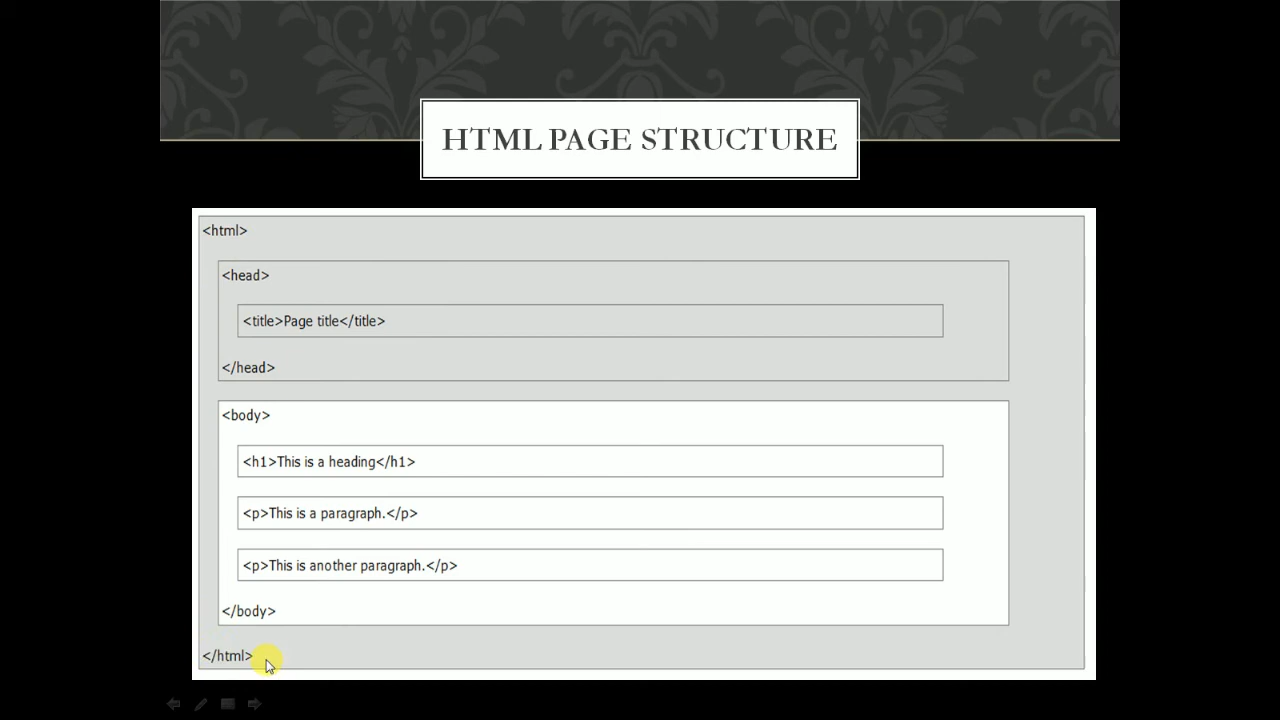 HTML PAGE STRUCTURE
<html>
<head>
<title>Page title</title>
</head>
<body>
<h1>This is a heading</h1>
<p>This is a paragraph.</p>
<p>This is another paragraph.</p>
</body>
</html>